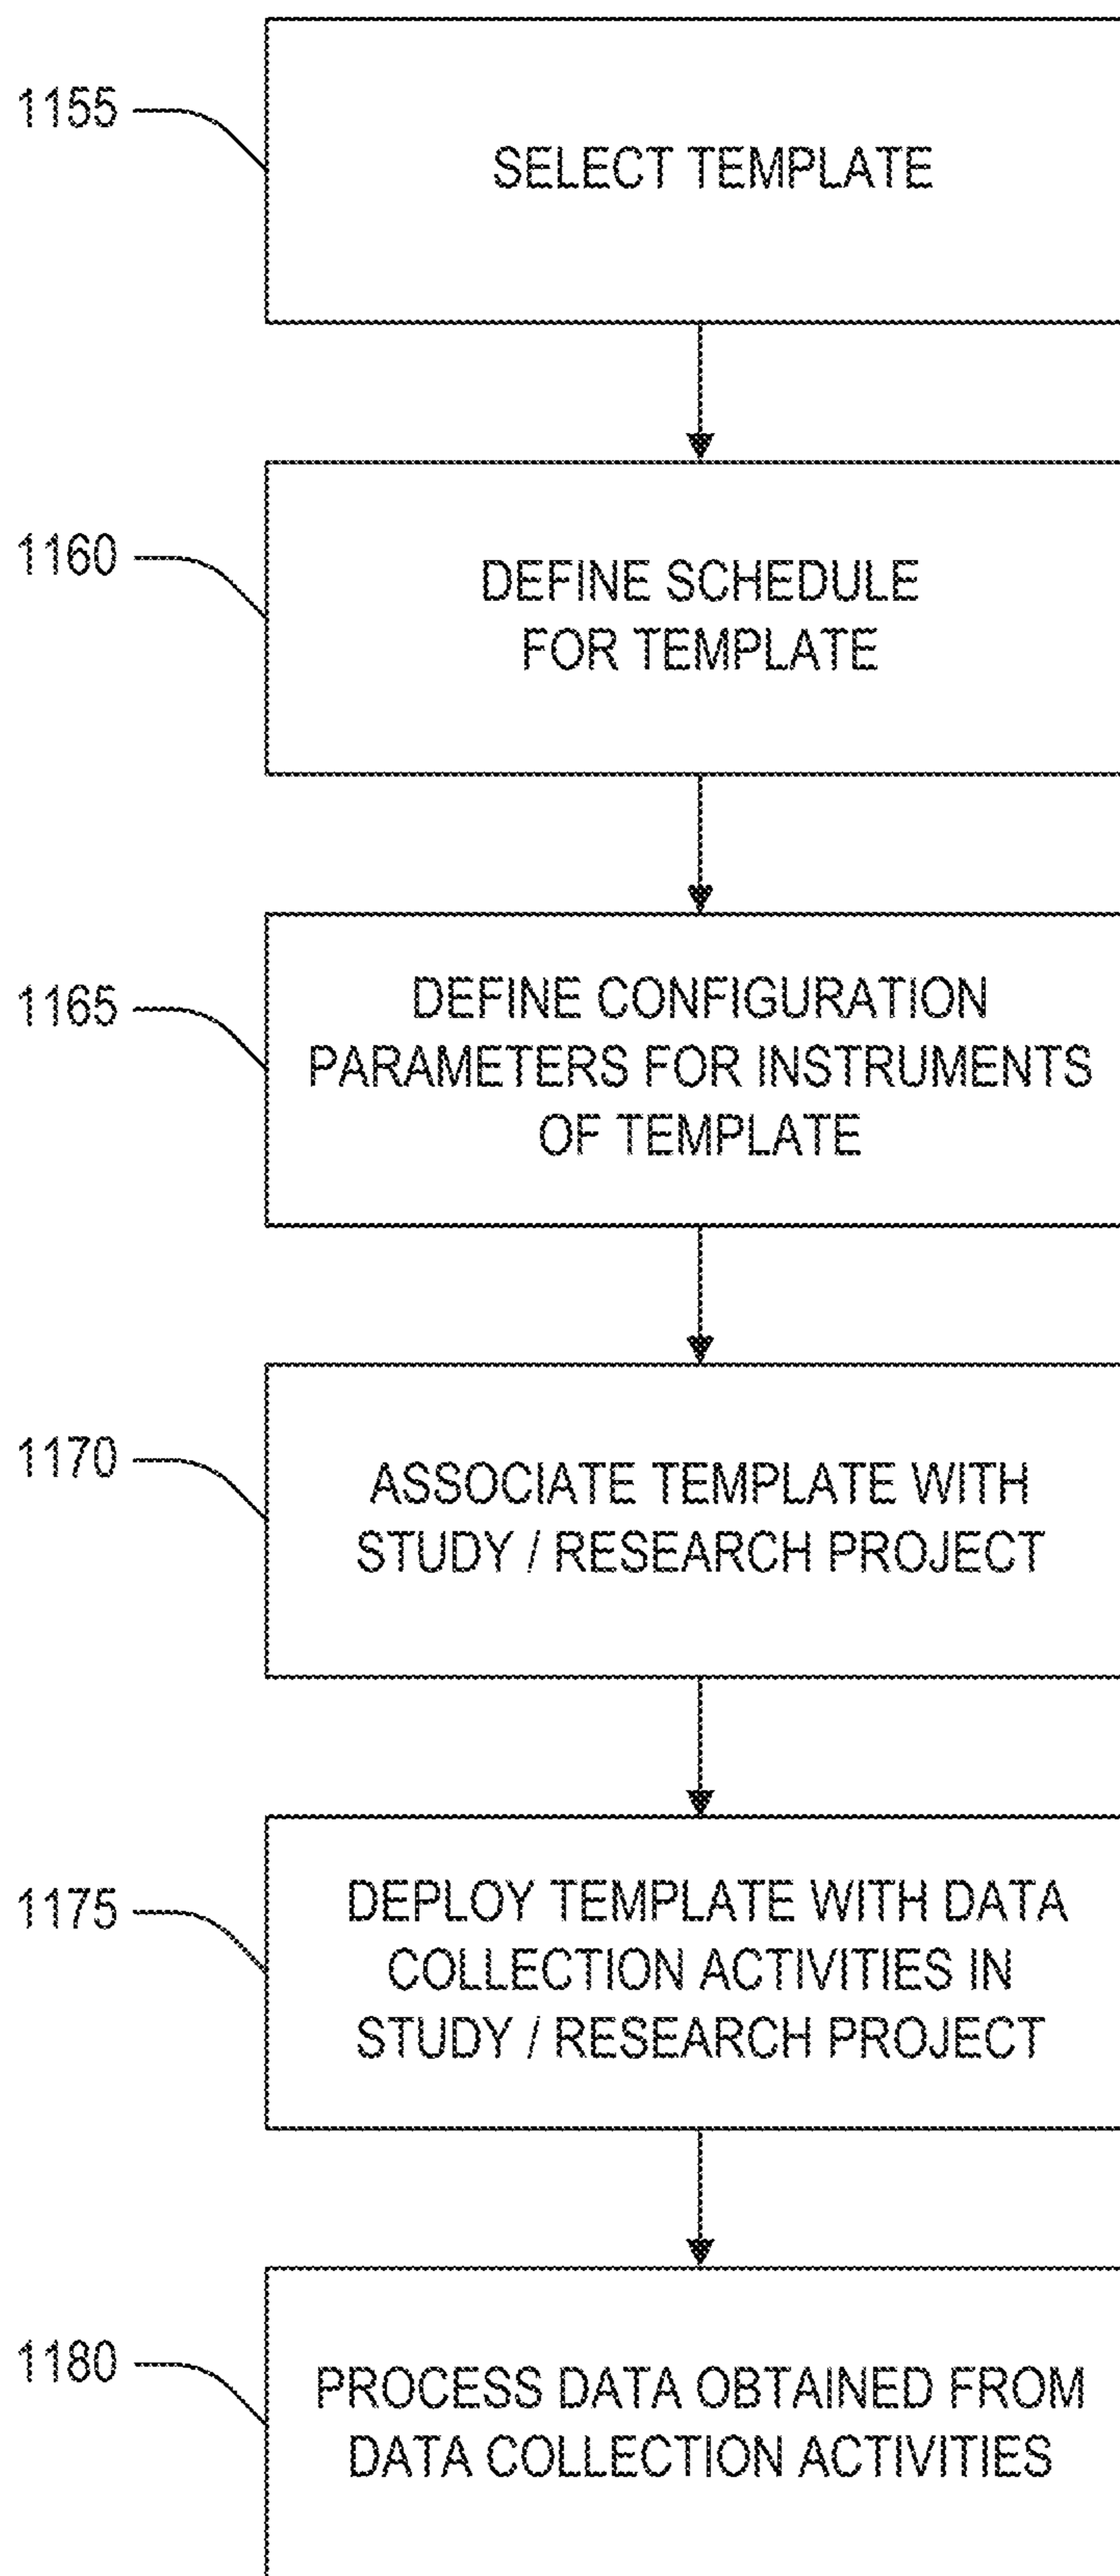 1155
SELECT TEMPLATE
1160
DEFINE SCHEDULE
FOR TEMPLATE
1165
DEFINE CONFIGURATION
PARAMETERS FOR INSTRUMENTS
OF TEMPLATE
1170
ASSOCIATE TEMPLATE WITH
STUDY / RESEARCH PROJECT
1175
DEPLOY TEMPLATE WITH DATA
COLLECTION ACTIVITIES IN
STUDY / RESEARCH PROJECT
1180
PROCESS DATA OBTAINED FROM
DATA COLLECTION ACTIVITIES